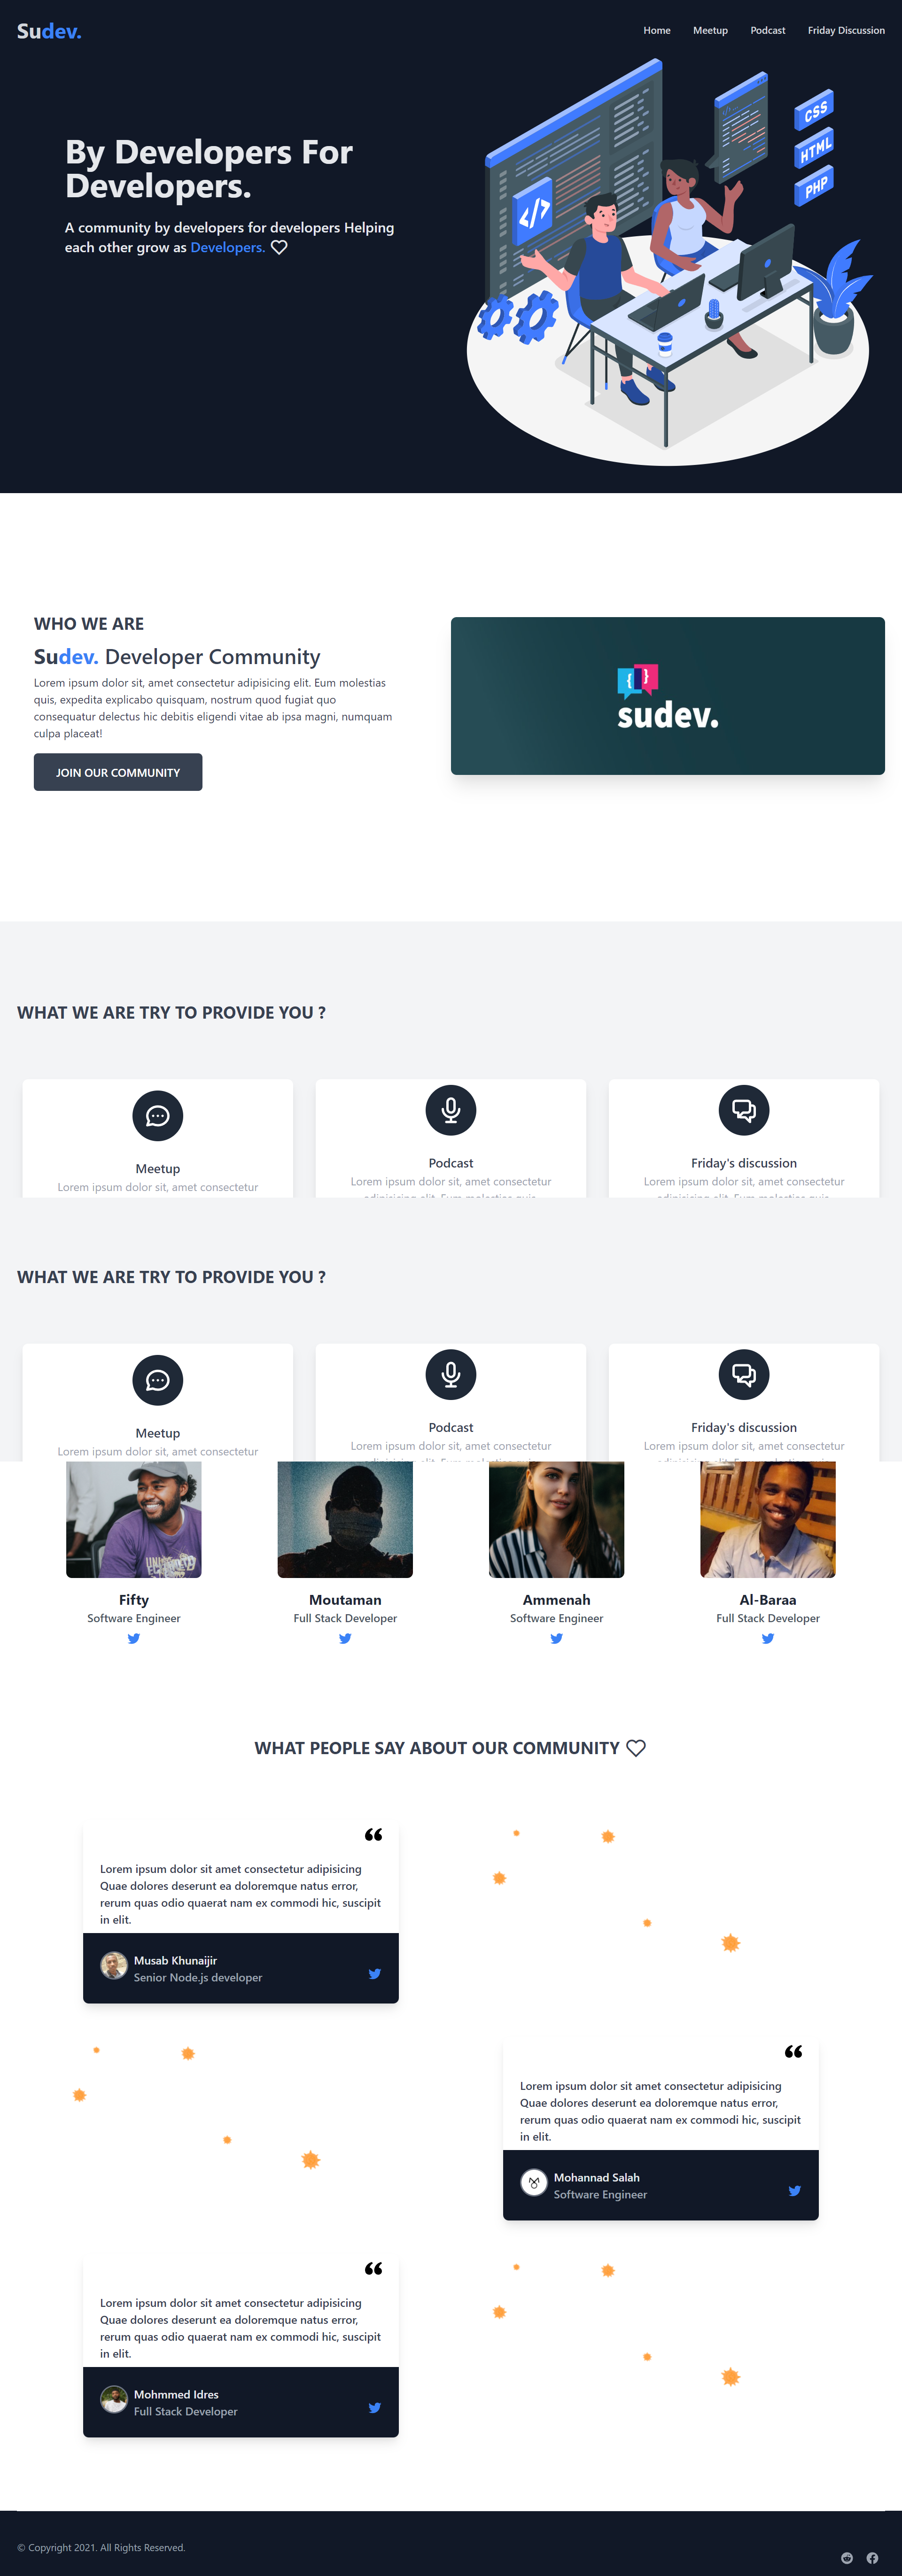 Sudev.
Home Meetup Podcast Friday Discussion
By Developers For
Developers.
A community by developers for developers Helping
each other grow as Developers.
CSS
HTML
PHP
</>
WHO WE ARE
Sudev. Developer Community
Lorem ipsum dolor sit, amet consectetur adipisicing elit. Eum molestias
quis, expedita explicabo quisquam, nostrum quod fugiat quo
consequatur delectus hic debitis eligendi vitae ab ipsa magni, numquam
culpa placeat!
JOIN OUR COMMUNITY
{ }
sudev.
WHAT WE ARE TRY TO PROVIDE YOU ?
Meetup
Lorem ipsum dolor sit, amet consectetur
Podcast
Lorem ipsum dolor sit, amet consectetur
adipisicing elit. Eum molestias quis,
Friday's discussion
Lorem ipsum dolor sit, amet consectetur
adipisicing elit. Eum molestias quis,
WHAT WE ARE TRY TO PROVIDE YOU ?
Meetup
Lorem ipsum dolor sit, amet consectetur
Podcast
Lorem ipsum dolor sit, amet consectetur
Friday's discussion
Lorem ipsum dolor sit, amet consectetur
Fifty
Software Engineer
Moutaman
Full Stack Developer
Ammenah
Software Engineer
Al-Baraa
Full Stack Developer
WHAT PEOPLE SAY ABOUT OUR COMMUNITY
“
Lorem ipsum dolor sit amet consectetur adipisicing
Quae dolores deserunt ea doloremque natus error,
rerum quas odio quaerat nam ex commodi hic, suscipit
in elit.
Musab Khunaijir
Senior Node.js developer
“
Lorem ipsum dolor sit amet consectetur adipisicing
Quae dolores deserunt ea doloremque natus error,
rerum quas odio quaerat nam ex commodi hic, suscipit
in elit.
Mohannad Salah
Software Engineer
“
Lorem ipsum dolor sit amet consectetur adipisicing
Quae dolores deserunt ea doloremque natus error,
rerum quas odio quaerat nam ex commodi hic, suscipit
in elit.
Mohmmed Idres
Full Stack Developer
© Copyright 2021. All Rights Reserved.